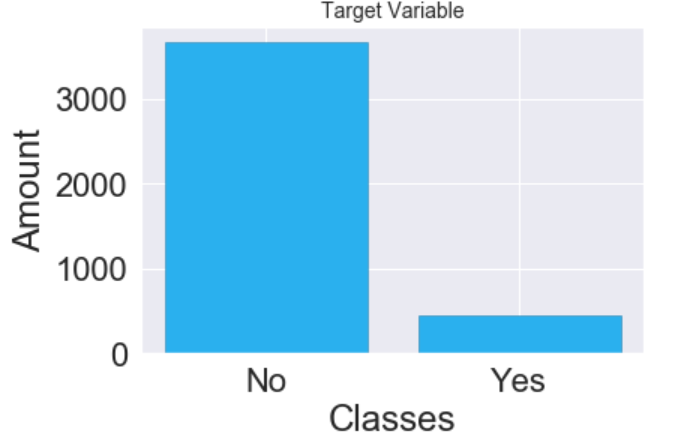 Target Variable
Amount
3000
2000
1000
0
No Yes
Classes